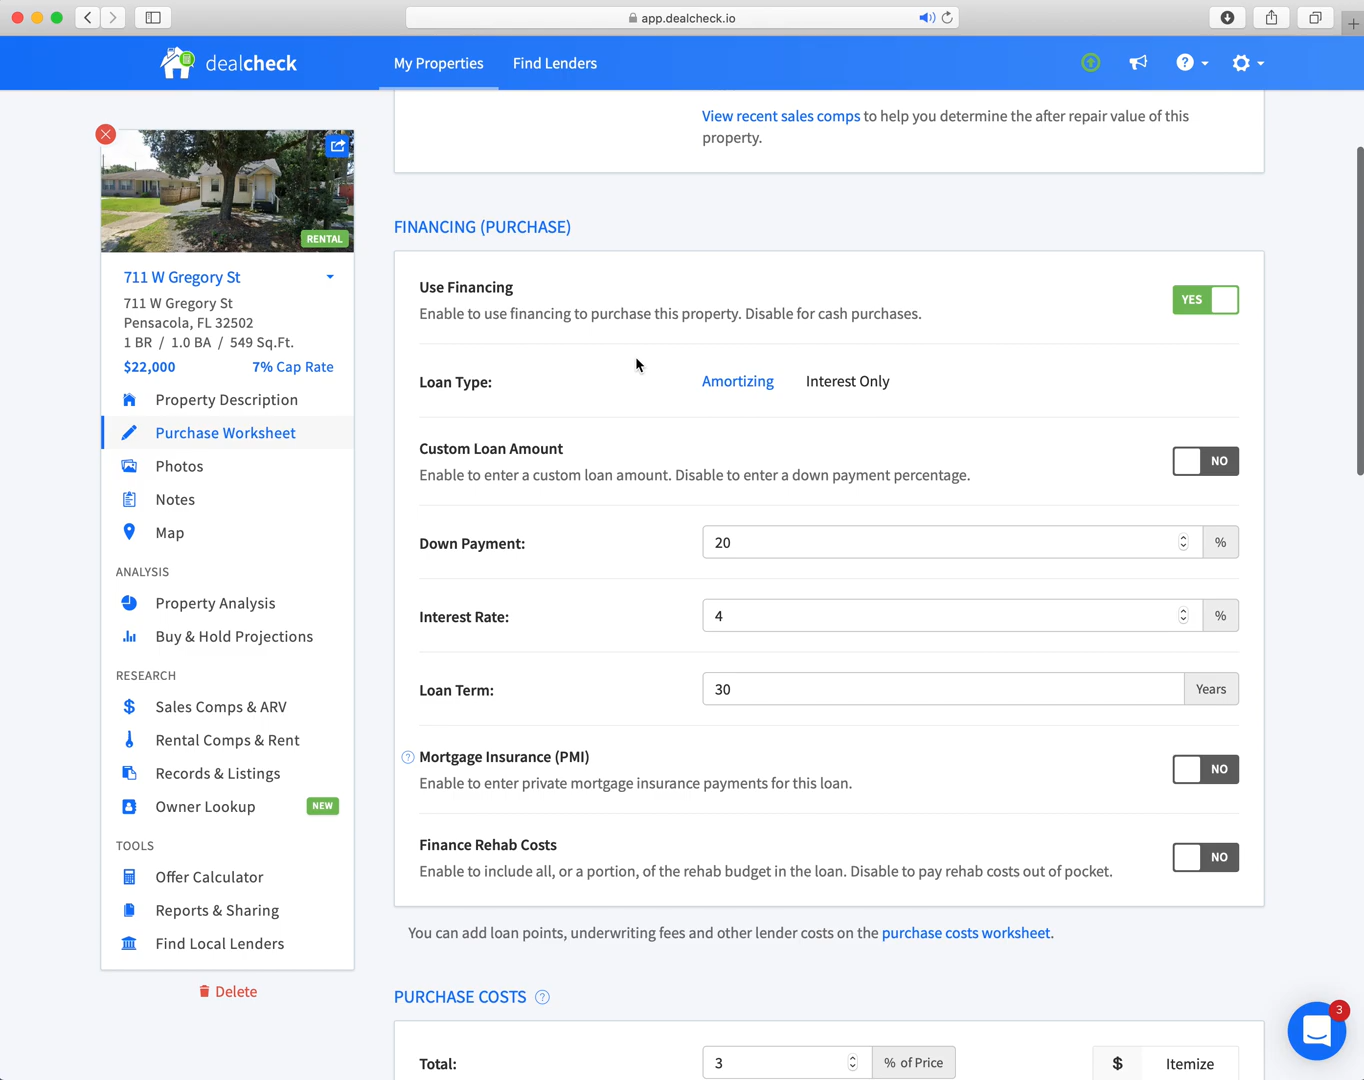 app.dealcheck.io
dealcheck
My Properties
Find Lenders
View recent sales comps to help you determine the after repair value of this
property.
RENTAL
711 W Gregory St
711 W Gregory St
Pensacola, FL 32502
1 BR / 1.0 BA / 549 Sq.Ft.
$22,000
7% Cap Rate
Property Description
Purchase Worksheet
Photos
Notes
Map
ANALYSIS
Property Analysis
Buy & Hold Projections
RESEARCH
Sales Comps & ARV
Rental Comps & Rent
Records & Listings
Owner Lookup
NEW
TOOLS
Offer Calculator
Reports & Sharing
Find Local Lenders
Delete
FINANCING (PURCHASE)
Use Financing
Enable to use financing to purchase this property. Disable for cash purchases.
YES
Loan Type:
Amortizing
Interest Only
Custom Loan Amount
Enable to enter a custom loan amount. Disable to enter a down payment percentage.
NO
Down Payment:
20
%
Interest Rate:
4
%
Loan Term:
30
Years
? Mortgage Insurance (PMI)
Enable to enter private mortgage insurance payments for this loan.
NO
Finance Rehab Costs
Enable to include all, or a portion, of the rehab budget in the loan. Disable to pay rehab costs out of pocket.
NO
You can add loan points, underwriting fees and other lender costs on the purchase costs worksheet.
PURCHASE COSTS ?
Total:
3
% of Price
$
Itemize
3